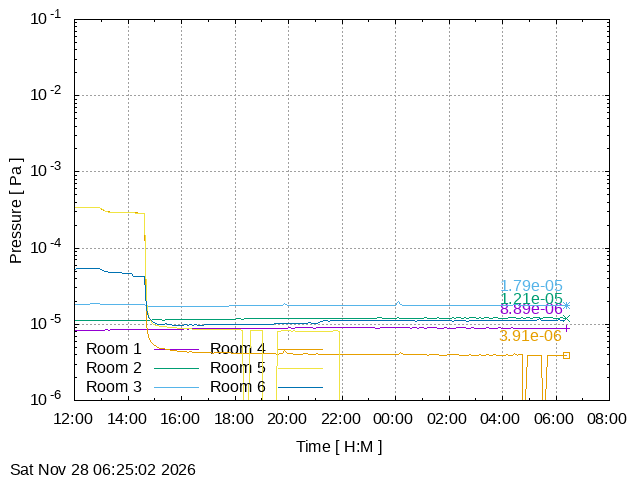 10^-1
10^-2
10^-3
10^-4
10^-5
10^-6
Pressure [ Pa ]
1.79e-05
1.21e-05
8.89e-06
3.91e-06
Room 1 Room 4
Room 2 Room 5
Room 3 Room 6
12:00 14:00 16:00 18:00 20:00 22:00 00:00 02:00 04:00 06:00 08:00
Time [ H:M ]
Sat Nov 28 06:25:02 2026